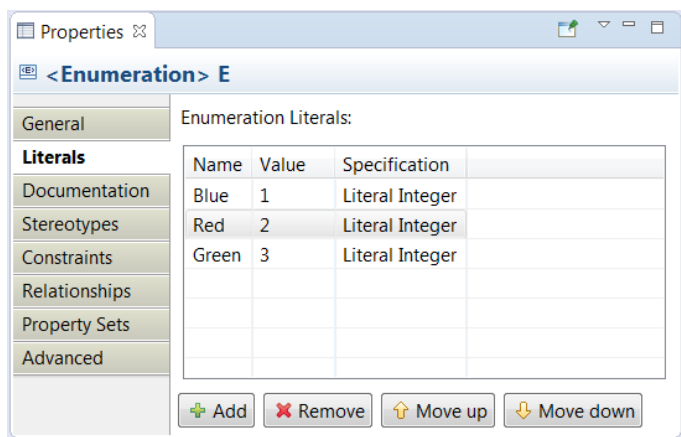 Properties
<Enumeration> E
General
Literals
Documentation
Stereotypes
Constraints
Relationships
Property Sets
Advanced
Enumeration Literals:
Name Value Specification
Blue 1 Literal Integer
Red 2 Literal Integer
Green 3 Literal Integer
Add Remove Move up Move down